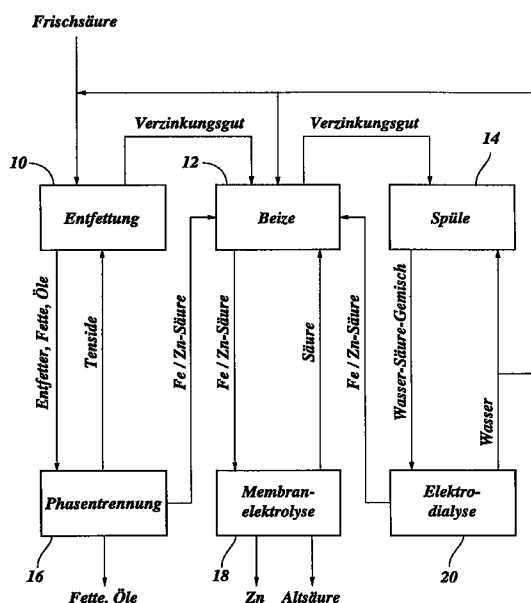 Frischsäure
Verzinkungsgut
Verzinkungsgut
10
12
14
Entfettung
Beize
Spüle
Entfetter, Fette, Öle
Tenside
Fe / Zn-Säure
Fe / Zn-Säure
Säure
Fe / Zn-Säure
Wasser-Säure-Gemisch
Wasser
Phasentrennung
Membran-
elektrolyse
Elektro-
dialyse
16
18
20
Fette, Öle
Zn
Altsäure